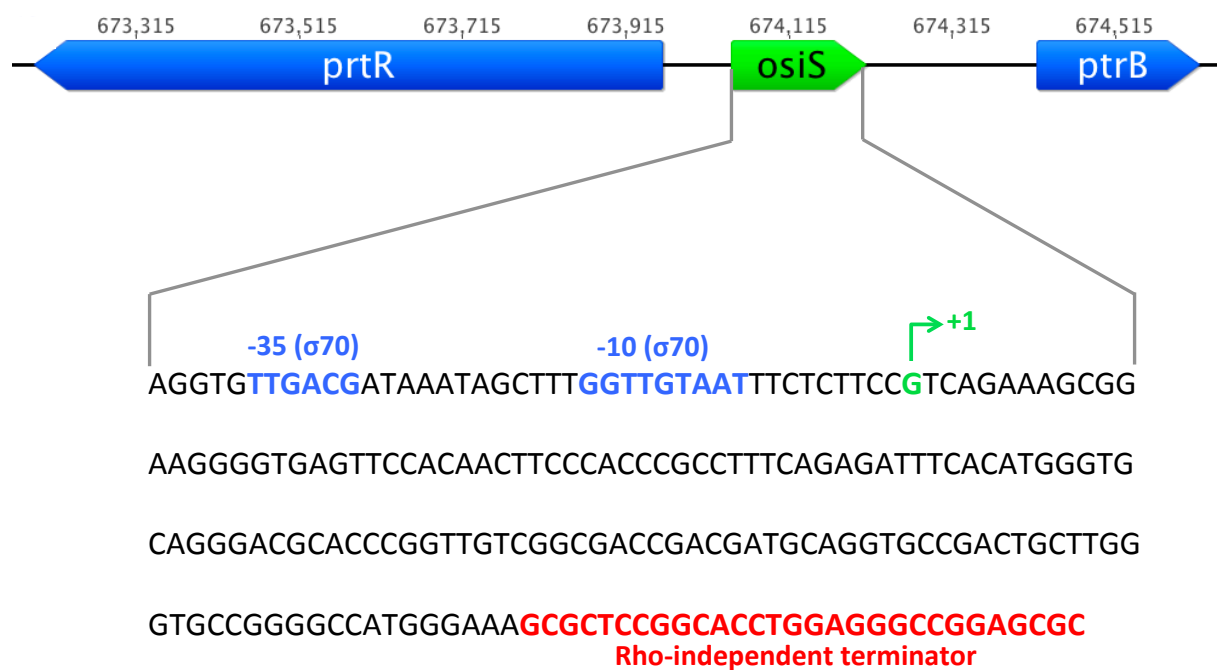 673,315 673,515 673,715 673,915 674,115 674,315 674,515
prtR osiS ptrB
-35 (σ70) -10 (σ70) +1
AGGTGTTGACGATAAATAGCTTTGGTTGTAATTTCTCTTCCGTCAGAAAGCGG
AAGGGGTGAGTTCCACAACTTCCCACCCGCCTTTCAGAGATTTCACATGGGTG
CAGGGACGCACCCGGTTGTCGGCGACCGACGATGCAGGTGCCGACTGCTTGG
GTGCCGGGGCCATGGGAAAGCGCTCCGGCACCTGGAGGGCCGGAGCGC
Rho-independent terminator